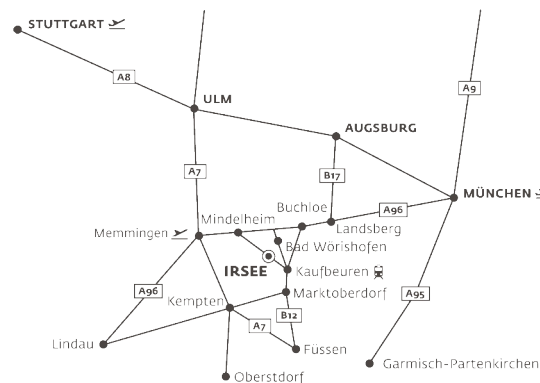 STUTTGART
A8
ULM
A9
AUGSBURG
A7
B17
MÜNCHEN
A96
Buchloe
Mindelheim
Landsberg
Memmingen
Bad Wörishofen
IRSEE
Kaufbeuren
A96
Marktoberdorf
A95
Kempten
B12
A7
Lindau
Füssen
Garmisch-Partenkirchen
Oberstdorf